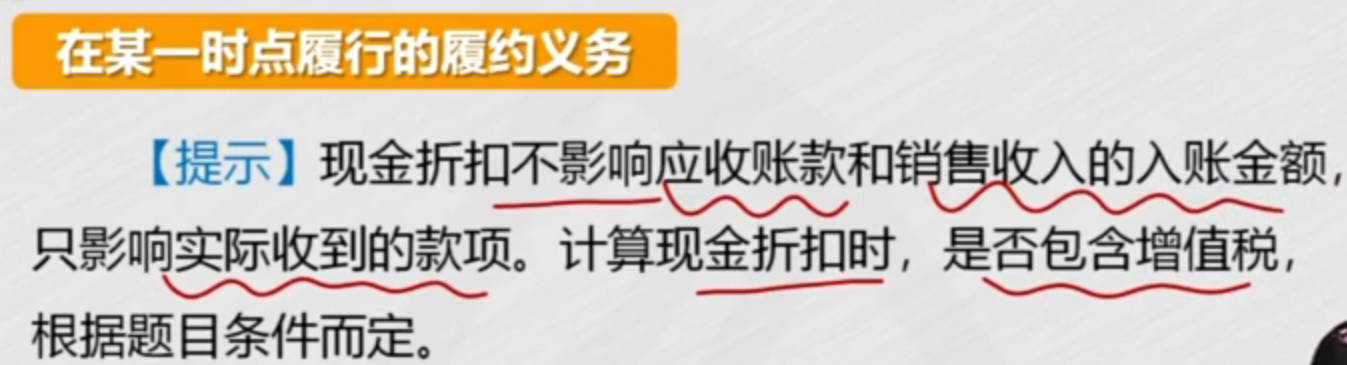 在某一时点履行的履约义务
【提示】现金折扣不影响应收账款和销售收入的入账金额，
只影响实际收到的款项。计算现金折扣时，是否包含增值税，
根据题目条件而定。